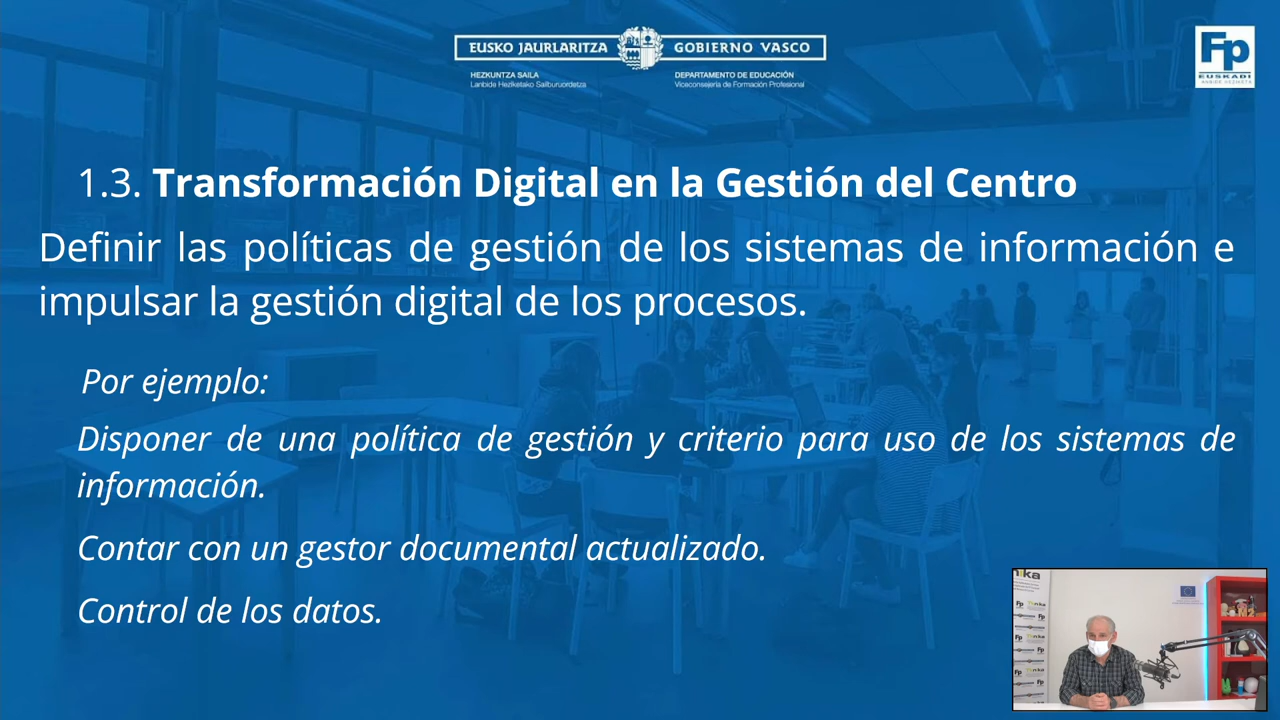 EUSKO JAURLARITZA GOBIERNO VASCO
HEZKUNTZA SAILA DEPARTAMENTO DE EDUCACIÓN
Lanbide Heziketako Sailburuordetza Viceconsejería de Formación Profesional
Fp
EUSKADI
1.3. Transformación Digital en la Gestión del Centro
Definir las políticas de gestión de los sistemas de información e
impulsar la gestión digital de los procesos.
Por ejemplo:
Disponer de una política de gestión y criterio para uso de los sistemas de
información.
Contar con un gestor documental actualizado.
Control de los datos.